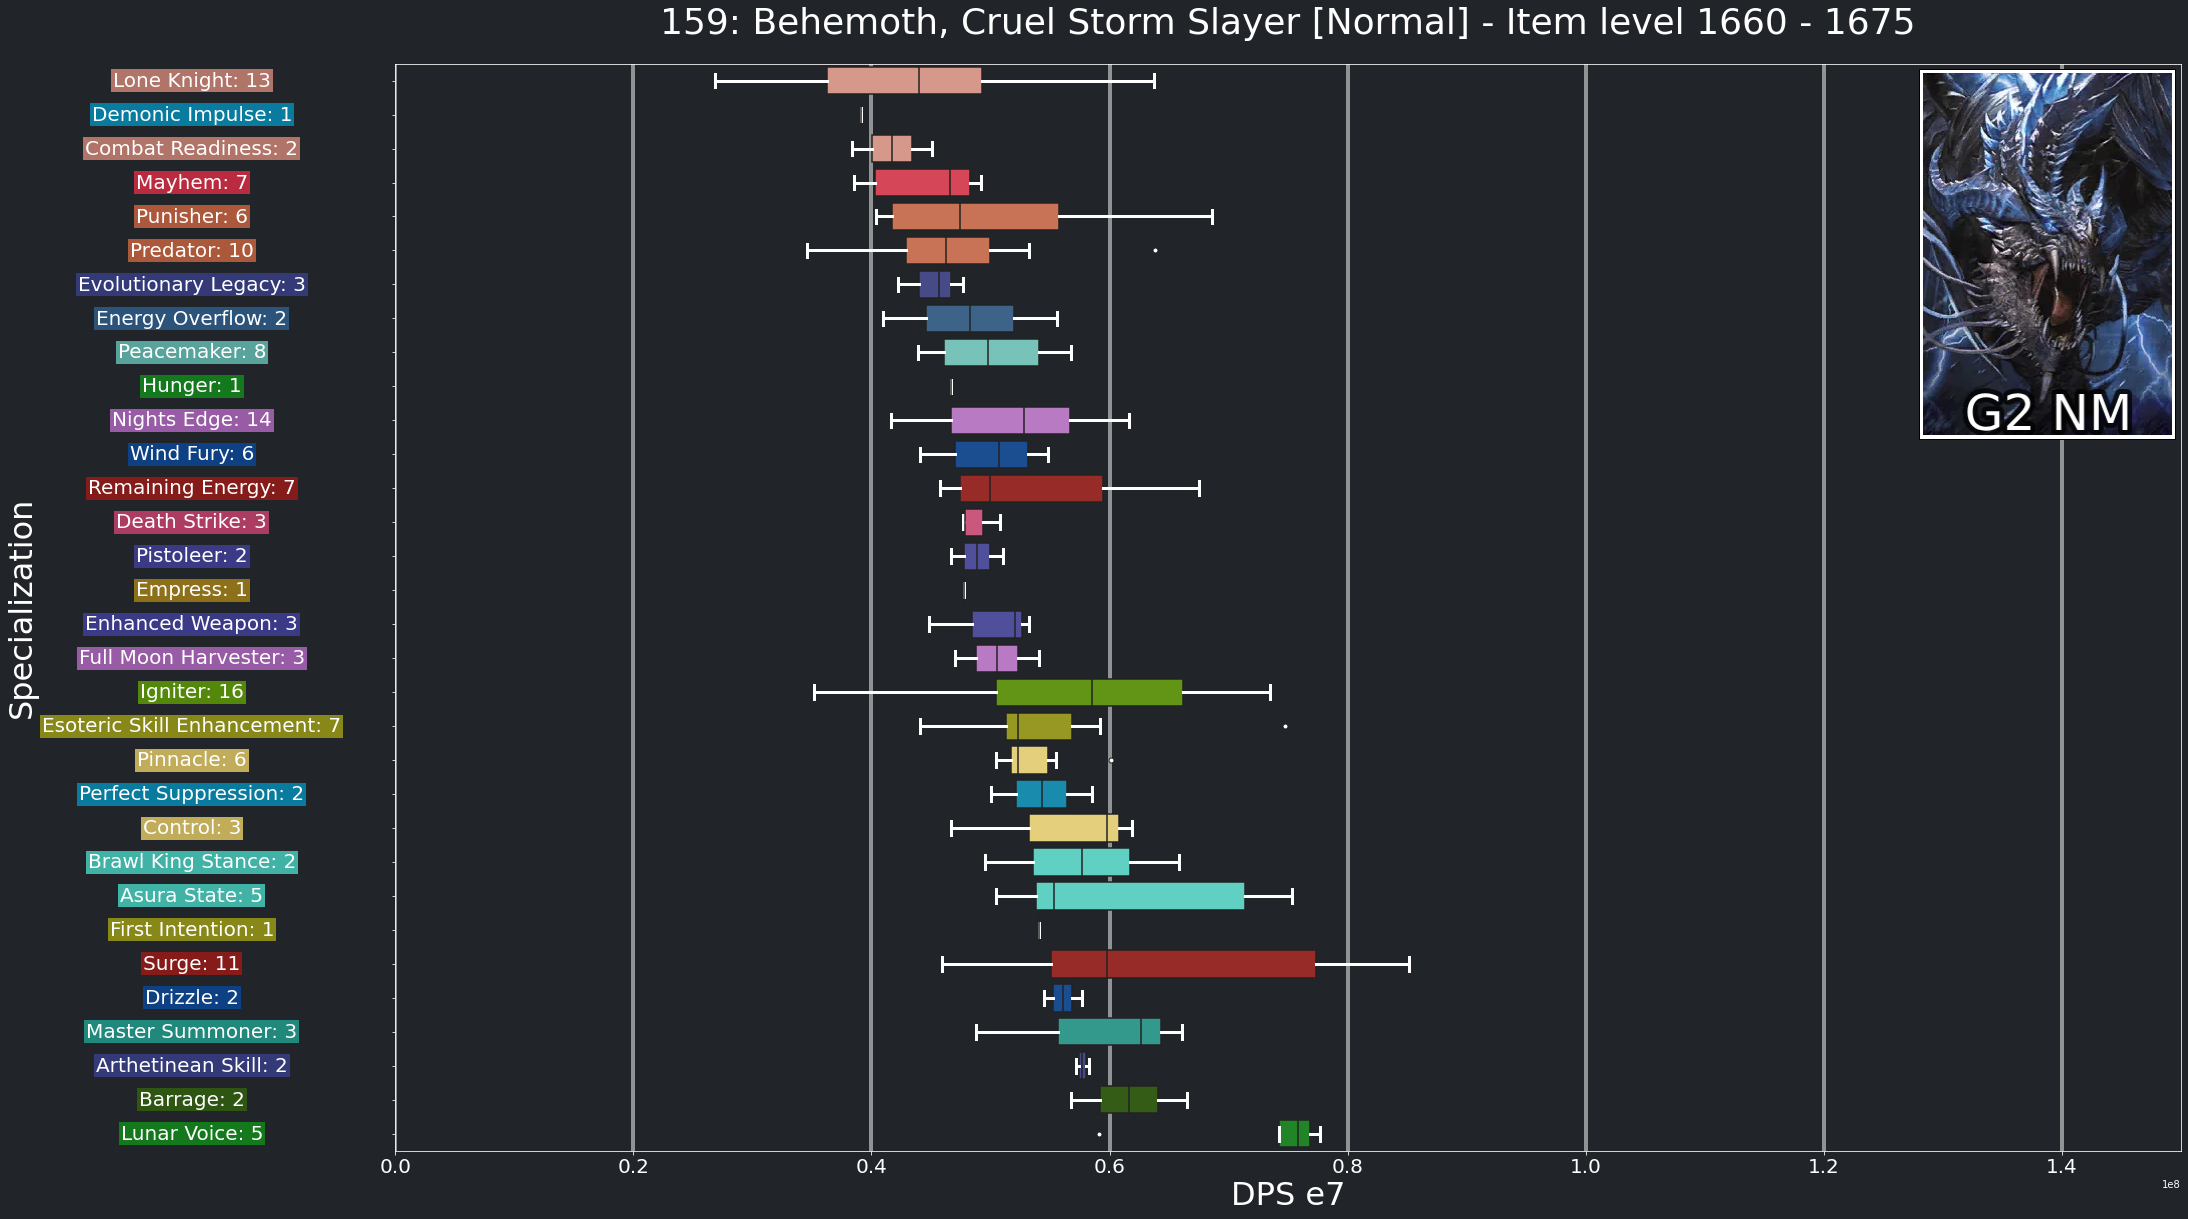 159: Behemoth, Cruel Storm Slayer [Normal] - Item level 1660 - 1675
Specialization
Lone Knight: 13
Demonic Impulse: 1
Combat Readiness: 2
Mayhem: 7
Punisher: 6
Predator: 10
Evolutionary Legacy: 3
Energy Overflow: 2
Peacemaker: 8
Hunger: 1
Nights Edge: 14
Wind Fury: 6
Remaining Energy: 7
Death Strike: 3
Pistoleer: 2
Empress: 1
Enhanced Weapon: 3
Full Moon Harvester: 3
Igniter: 16
Esoteric Skill Enhancement: 7
Pinnacle: 6
Perfect Suppression: 2
Control: 3
Brawl King Stance: 2
Asura State: 5
First Intention: 1
Surge: 11
Drizzle: 2
Master Summoner: 3
Arthetinean Skill: 2
Barrage: 2
Lunar Voice: 5
G2 NM
0.0 0.2 0.4 0.6 0.8 1.0 1.2 1.4
1e8
DPS e7